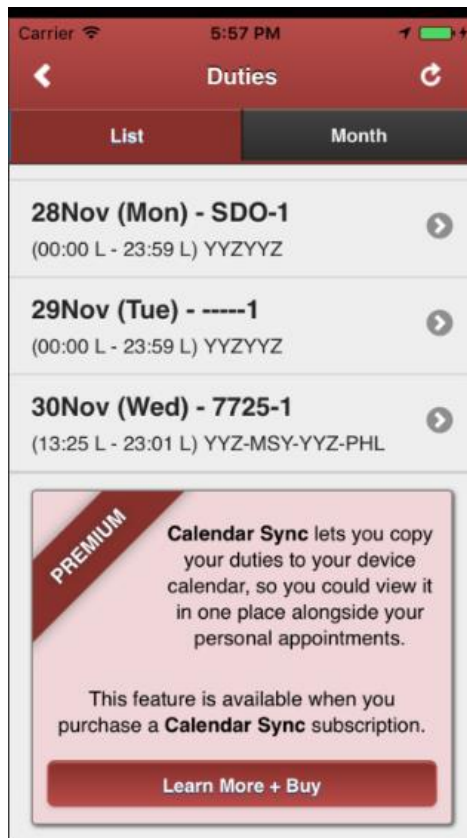 Carrier 5:57 PM
Duties
List Month
28Nov (Mon) - SDO-1
(00:00 L - 23:59 L) YYZYYZ
29Nov (Tue) - -----1
(00:00 L - 23:59 L) YYZYYZ
30Nov (Wed) - 7725-1
(13:25 L - 23:01 L) YYZ-MSY-YYZ-PHL
PREMIUM
Calendar Sync lets you copy
your duties to your device
calendar, so you could view it
in one place alongside your
personal appointments.
This feature is available when you
purchase a Calendar Sync subscription.
Learn More + Buy